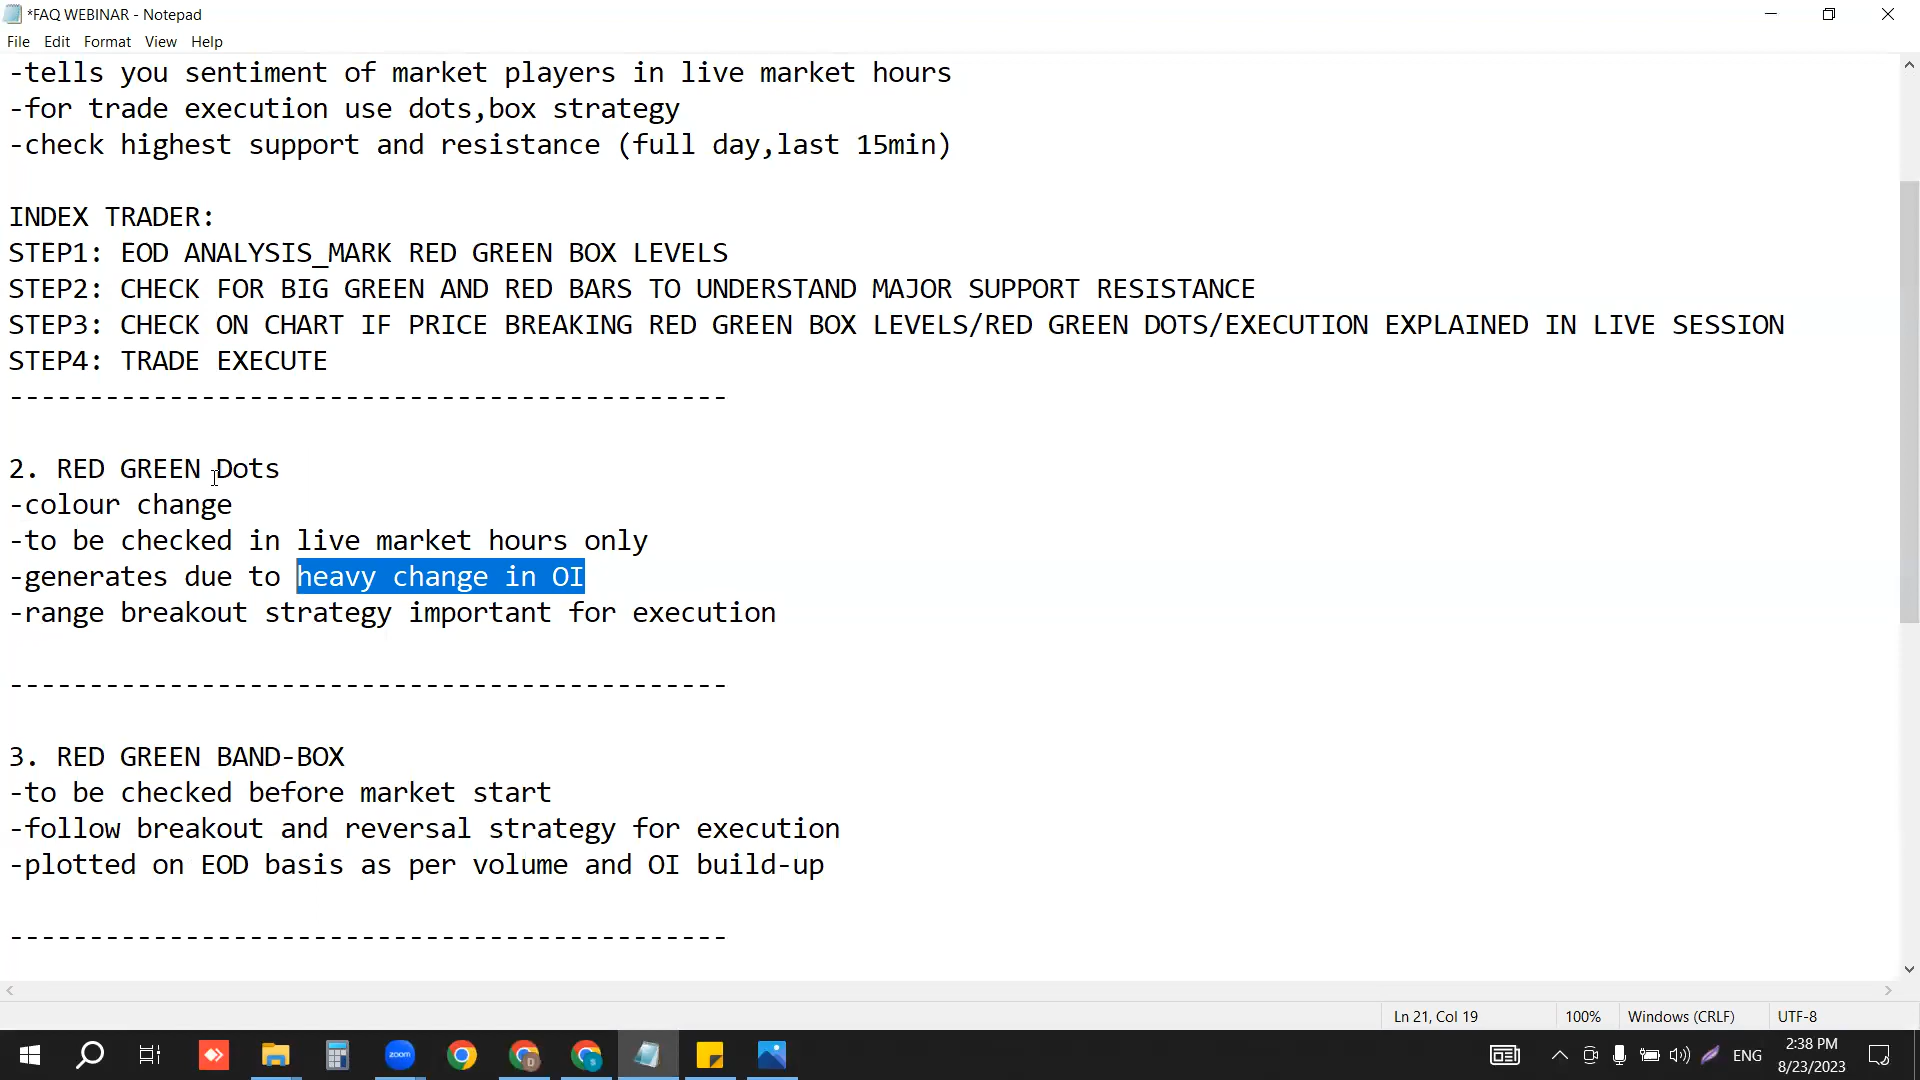 *FAQ WEBINAR - Notepad
File Edit Format View Help
-tells you sentiment of market players in live market hours
-for trade execution use dots,box strategy
-check highest support and resistance (full day,last 15min)
INDEX TRADER:
STEP1: EOD ANALYSIS_MARK RED GREEN BOX LEVELS
STEP2: CHECK FOR BIG GREEN AND RED BARS TO UNDERSTAND MAJOR SUPPORT RESISTANCE
STEP3: CHECK ON CHART IF PRICE BREAKING RED GREEN BOX LEVELS/RED GREEN DOTS/EXECUTION EXPLAINED IN LIVE SESSION
STEP4: TRADE EXECUTE
---------------------------------------------
2. RED GREEN Dots
-colour change
-to be checked in live market hours only
-generates due to heavy change in OI
-range breakout strategy important for execution
---------------------------------------------
3. RED GREEN BAND-BOX
-to be checked before market start
-follow breakout and reversal strategy for execution
-plotted on EOD basis as per volume and OI build-up
---------------------------------------------
Ln 21, Col 19 100% Windows (CRLF) UTF-8
zoom D S ENG 2:38 PM
8/23/2023